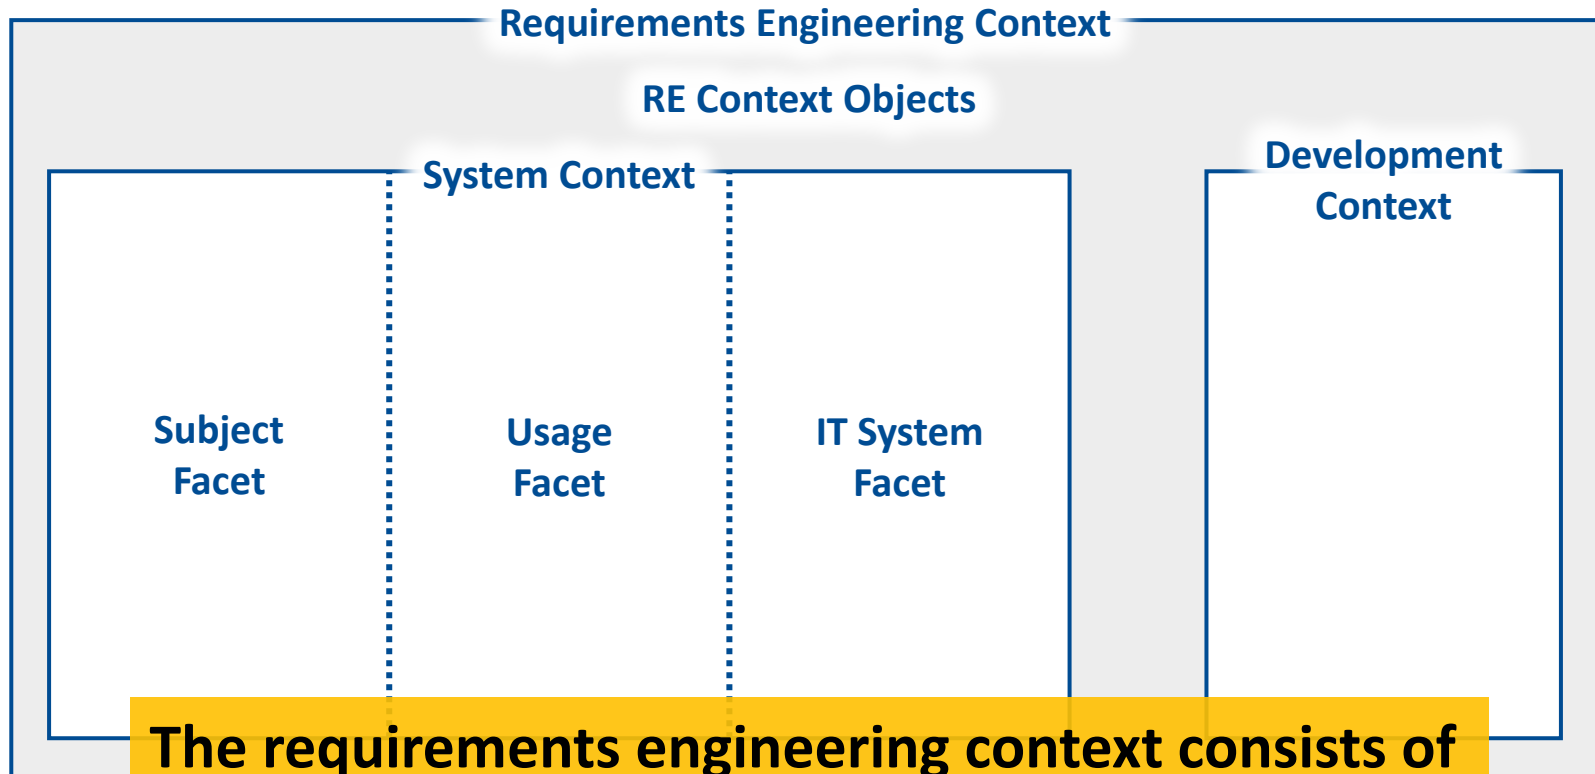 Requirements Engineering Context
RE Context Objects
System Context
Development
Context
Subject
Facet
Usage
Facet
IT System
Facet
The requirements engineering context consists of